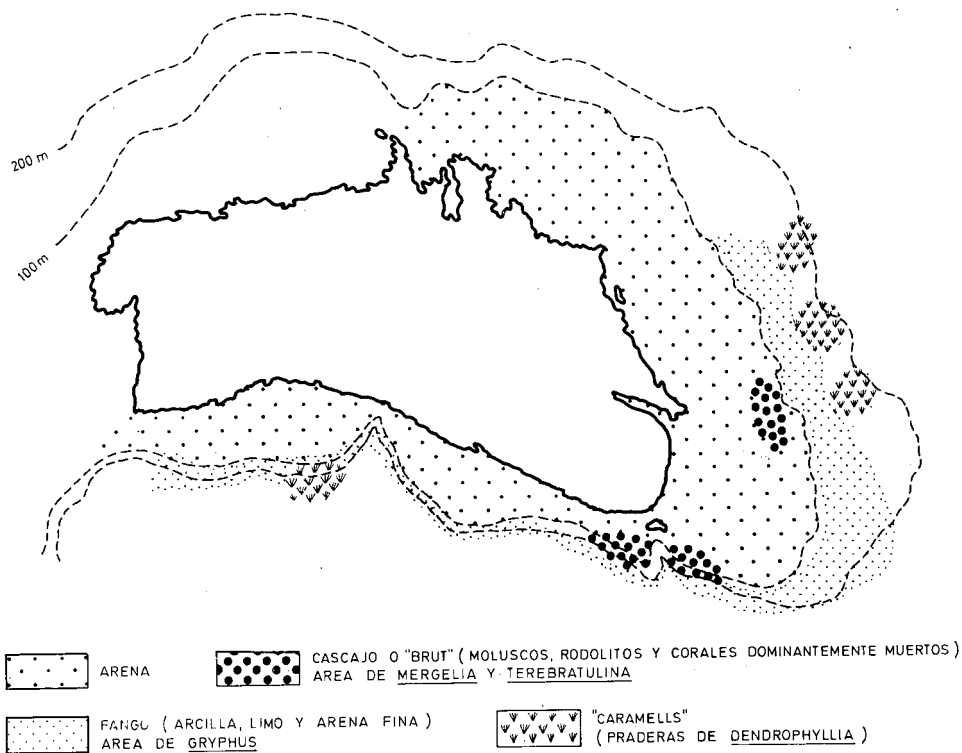 200 m
100 m
ARENA
CASCAJO O "BRUT" ( MOLUSCOS, RODOLITOS Y CORALES DOMINANTEMENTE MUERTOS )
AREA DE MERGELIA Y TEREBRATULINA
FANGO ( ARCILLA, LIMO Y ARENA FINA )
AREA DE GRYPHUS
"CARAMELLS"
( PRADERAS DE DENDROPHYLLIA )